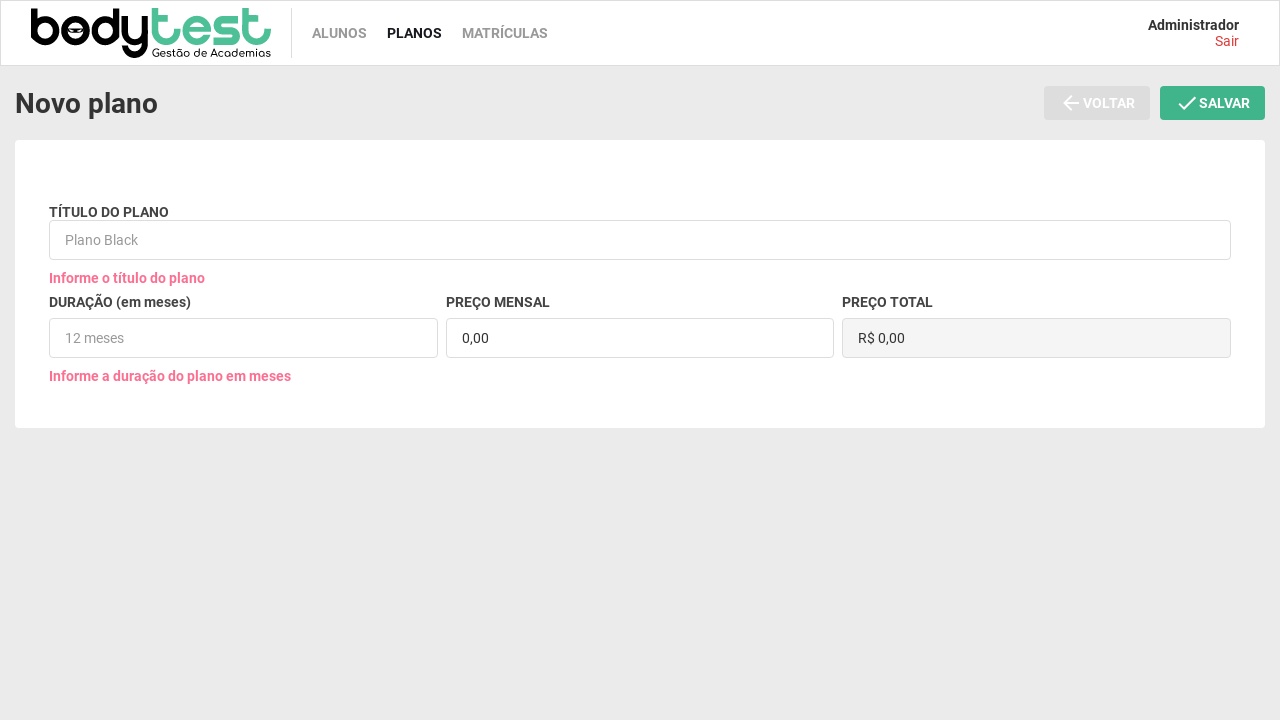 bodytest
Gestão de Academias
ALUNOS PLANOS MATRÍCULAS
Administrador
Sair
Novo plano
VOLTAR
SALVAR
TÍTULO DO PLANO
Plano Black
Informe o título do plano
DURAÇÃO (em meses) PREÇO MENSAL PREÇO TOTAL
12 meses 0,00 R$ 0,00
Informe a duração do plano em meses